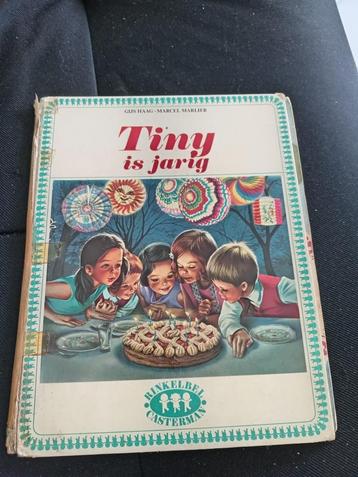 GIJS HAAG - MARCEL MARLIER
Tiny
is jarig
RINKELBEL
CASTERMAN